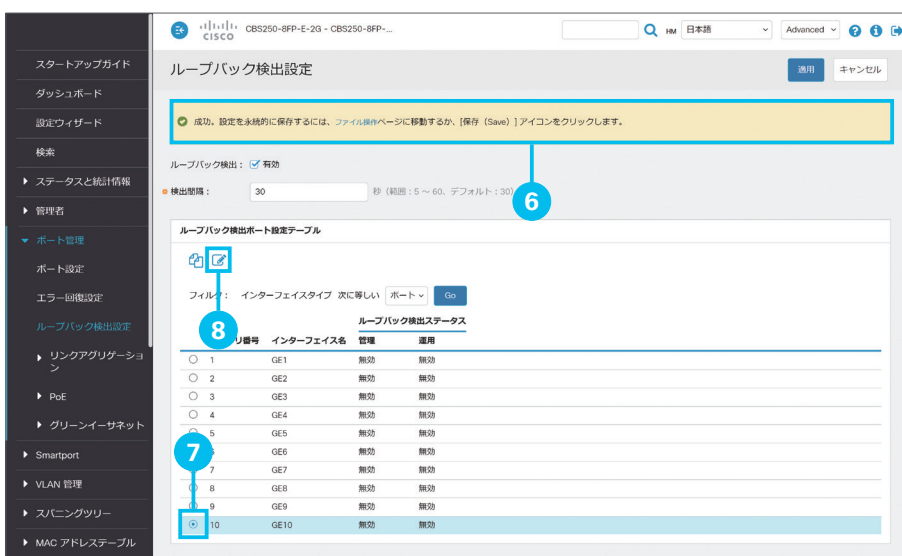 CISCO
CBS250-8FP-E-2G - CBS250-8FP-...
HM 日本語
Advanced
スタートアップガイド
ダッシュボード
設定ウィザード
検索
ステータスと統計情報
管理者
ポート管理
ポート設定
エラー回復設定
ループバック検出設定
リンクアグリゲーショ
ン
PoE
グリーンイーサネット
Smartport
VLAN 管理
スパニングツリー
MAC アドレステーブル
ループバック検出設定
適用
キャンセル
成功。設定を永続的に保存するには、ファイル操作ページに移動するか、[保存（Save）] アイコンをクリックします。
6
ループバック検出： 有効
検出間隔： 30 秒（範囲：5 ～ 60、デフォルト：30）
ループバック検出ポート設定テーブル
8
フィルタ： インターフェイスタイプ 次に等しい ポート Go
ループバック検出ステータス
リ番号 インターフェイス名 管理 運用
1 GE1 無効 無効
2 GE2 無効 無効
3 GE3 無効 無効
4 GE4 無効 無効
5 GE5 無効 無効
GE6 無効 無効
7
7 GE7 無効 無効
8 GE8 無効 無効
9 GE9 無効 無効
10 GE10 無効 無効